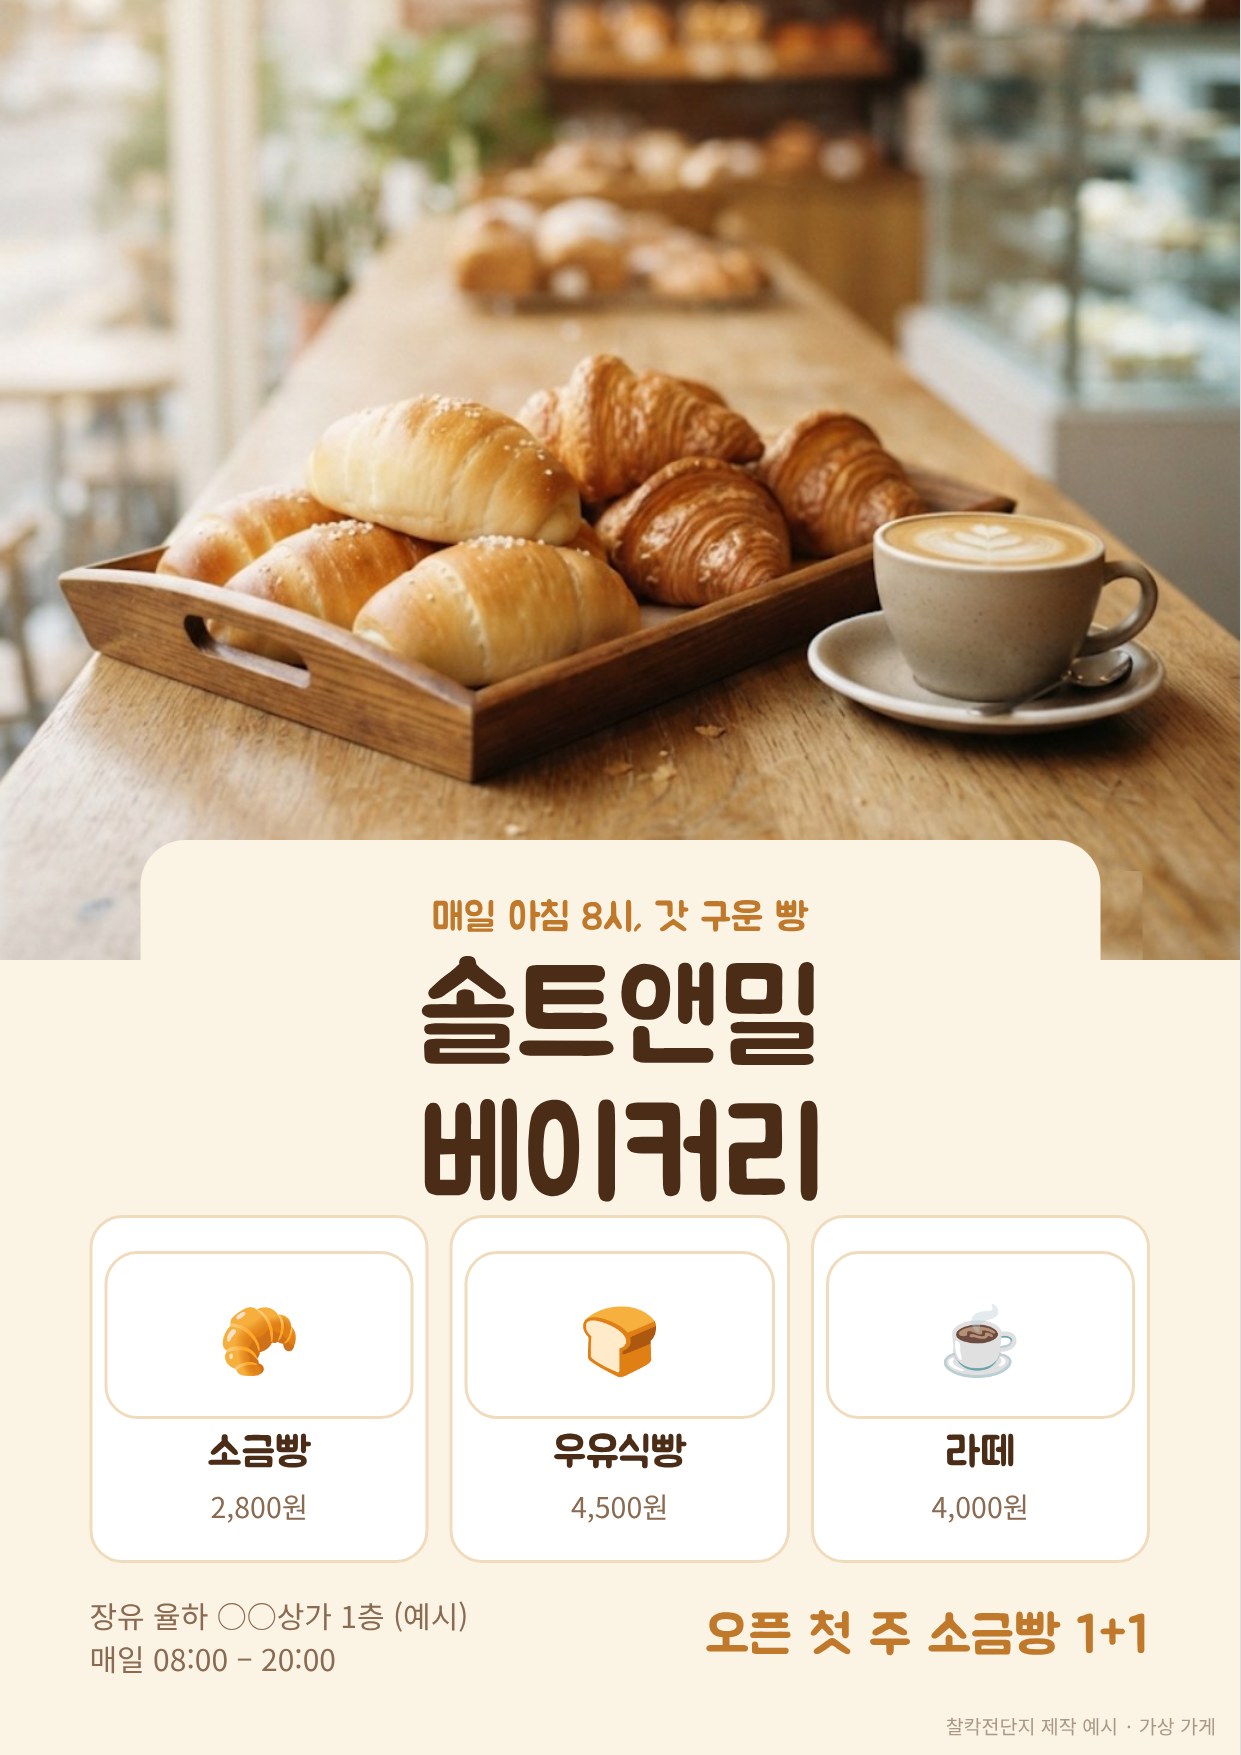 매일 아침 8시, 갓 구운 빵
솔트앤밀
베이커리
소금빵
2,800원
우유식빵
4,500원
라떼
4,000원
장유 율하 ○○상가 1층 (예시)
매일 08:00 – 20:00
오픈 첫 주 소금빵 1+1
찰칵전단지 제작 예시 · 가상 가게